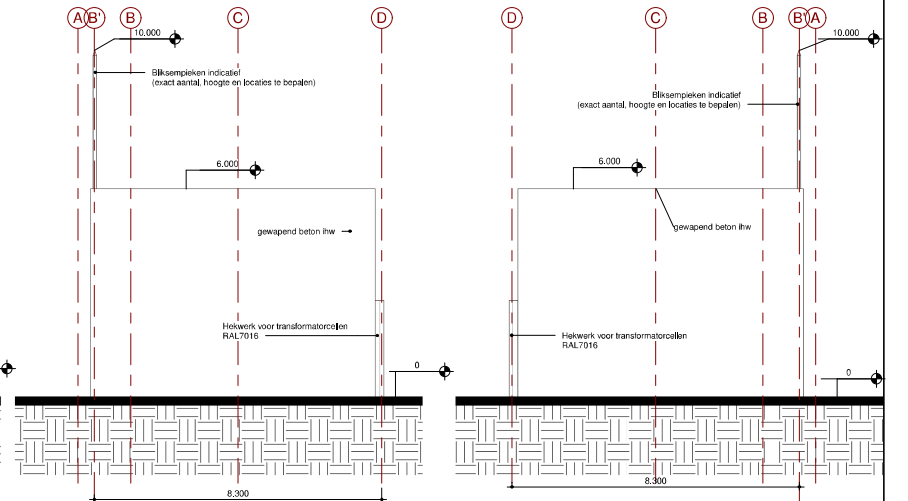 A B' B C D D C B B' A
10.000 10.000
Bliksempieken indicatief
(exact aantal, hoogte en locaties te bepalen)
Bliksempieken indicatief
(exact aantal, hoogte en locaties te bepalen)
6.000 6.000
gewapend beton ihw
gewapend beton ihw
Hekwerk voor transformatorcellen
RAL7016
Hekwerk voor transformatorcellen
RAL7016
0 0
8.300 8.300